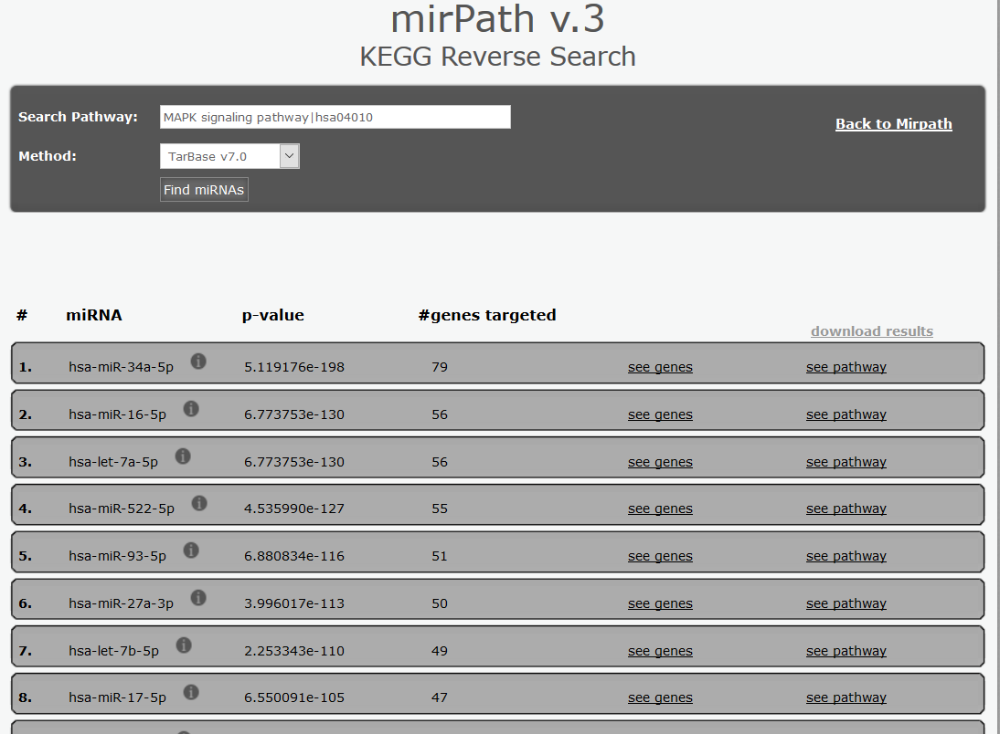 mirPath v.3
KEGG Reverse Search
Search Pathway: MAPK signaling pathway|hsa04010
Back to Mirpath
Method: TarBase v7.0
Find miRNAs
# miRNA p-value #genes targeted
download results
1. hsa-miR-34a-5p 5.119176e-198 79 see genes see pathway
2. hsa-miR-16-5p 6.773753e-130 56 see genes see pathway
3. hsa-let-7a-5p 6.773753e-130 56 see genes see pathway
4. hsa-miR-522-5p 4.535990e-127 55 see genes see pathway
5. hsa-miR-93-5p 6.880834e-116 51 see genes see pathway
6. hsa-miR-27a-3p 3.996017e-113 50 see genes see pathway
7. hsa-let-7b-5p 2.253343e-110 49 see genes see pathway
8. hsa-miR-17-5p 6.550091e-105 47 see genes see pathway